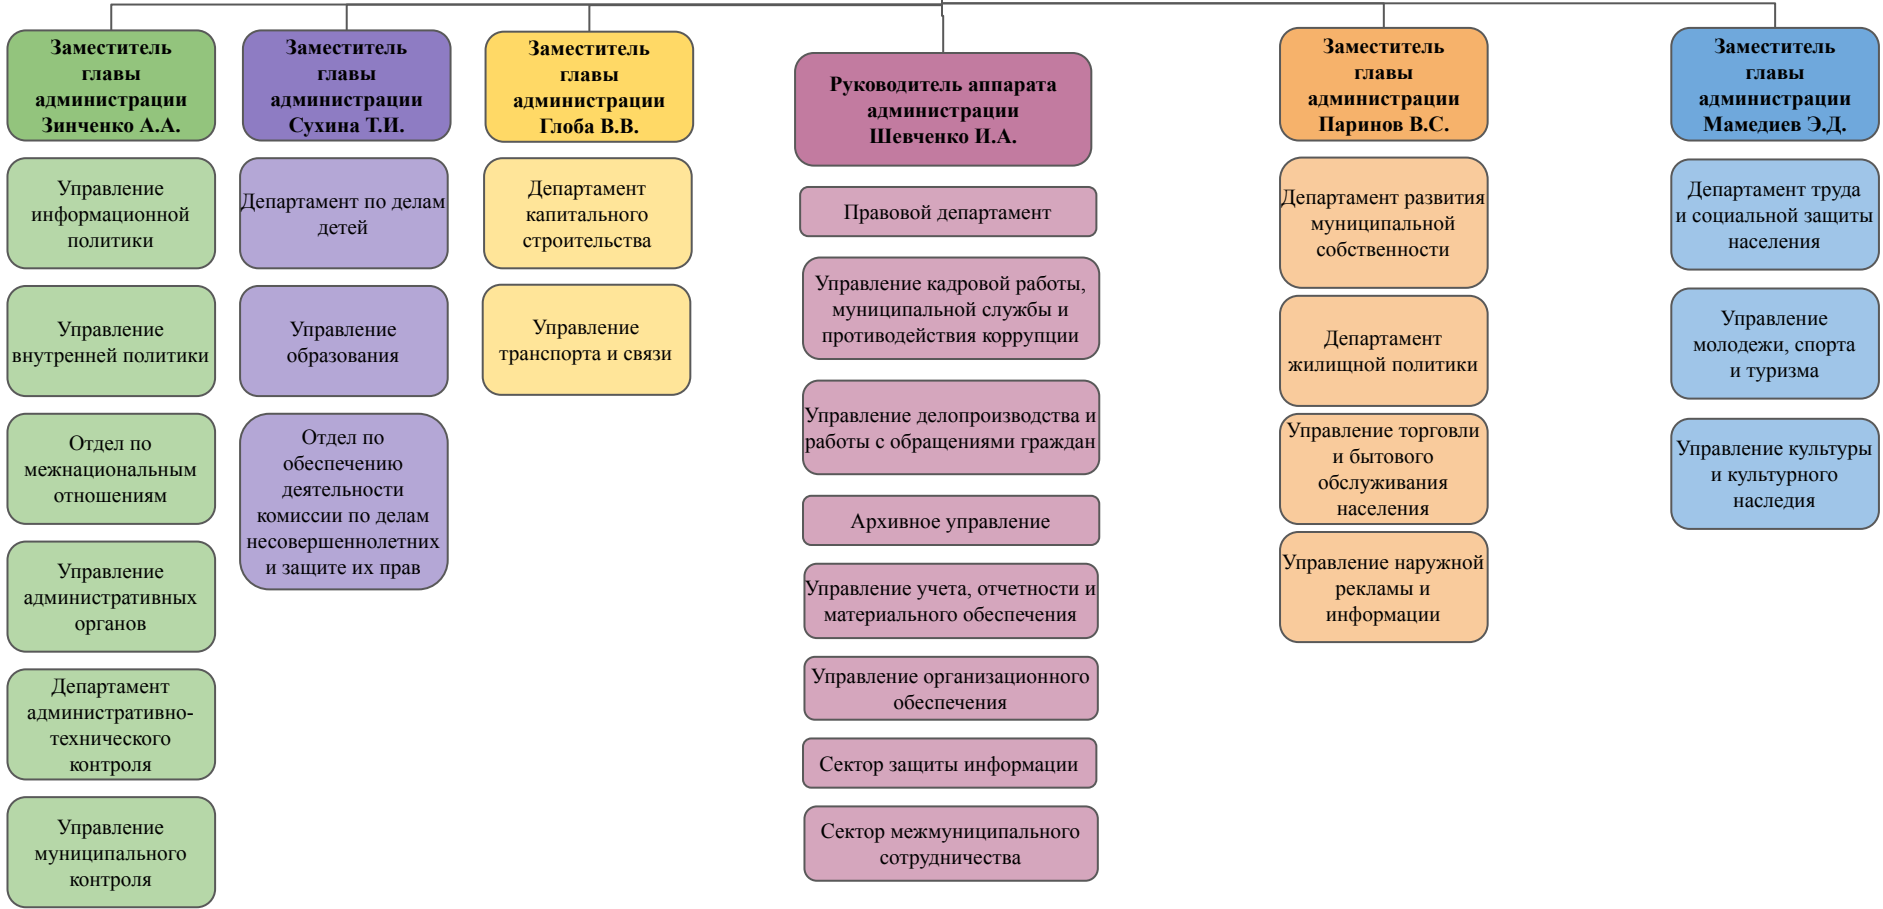 Заместитель
главы
администрации
Зинченко А.А.
Управление
информационной
политики
Управление
внутренней политики
Отдел по
межнациональным
отношениям
Управление
административных
органов
Департамент
административно-
технического
контроля
Управление
муниципального
контроля
Заместитель
главы
администрации
Сухина Т.И.
Департамент по делам
детей
Управление
образования
Отдел по
обеспечению
деятельности
комиссии по делам
несовершеннолетних
и защите их прав
Заместитель
главы
администрации
Глоба В.В.
Департамент
капитального
строительства
Управление
транспорта и связи
Руководитель аппарата
администрации
Шевченко И.А.
Правовой департамент
Управление кадровой работы,
муниципальной службы и
противодействия коррупции
Управление делопроизводства и
работы с обращениями граждан
Архивное управление
Управление учета, отчетности и
материального обеспечения
Управление организационного
обеспечения
Сектор защиты информации
Сектор межмуниципального
сотрудничества
Заместитель
главы
администрации
Паринов В.С.
Департамент развития
муниципальной
собственности
Департамент
жилищной политики
Управление торговли
и бытового
обслуживания
населения
Управление наружной
рекламы и
информации
Заместитель
главы
администрации
Мамедиев Э.Д.
Департамент труда
и социальной защиты
населения
Управление
молодежи, спорта
и туризма
Управление культуры
и культурного
наследия